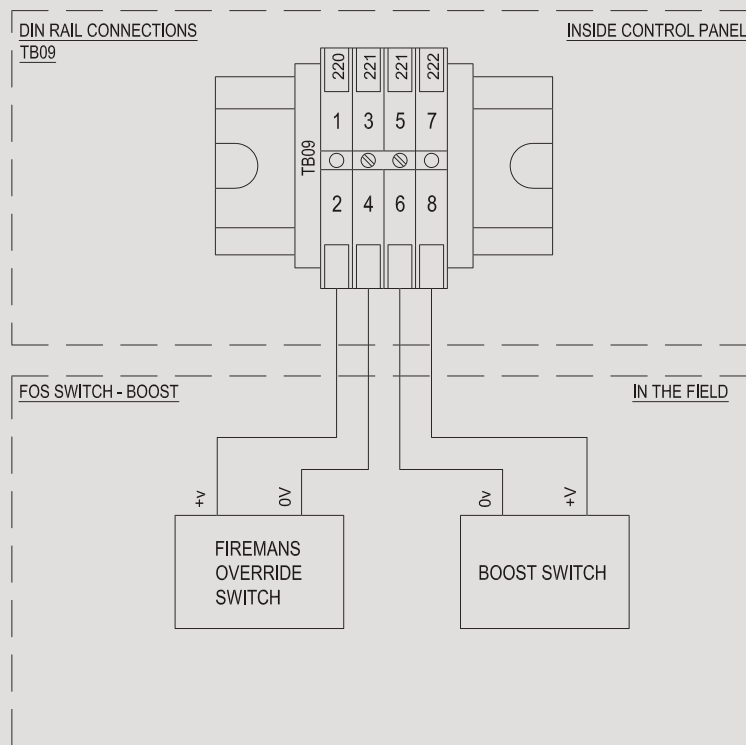 DIN RAIL CONNECTIONS
TB09
INSIDE CONTROL PANEL
220 221 221 222
1 3 5 7
TB09
2 4 6 8
FOS SWITCH - BOOST
IN THE FIELD
+v 0V 0v +V
FIREMANS
OVERRIDE
SWITCH
BOOST SWITCH